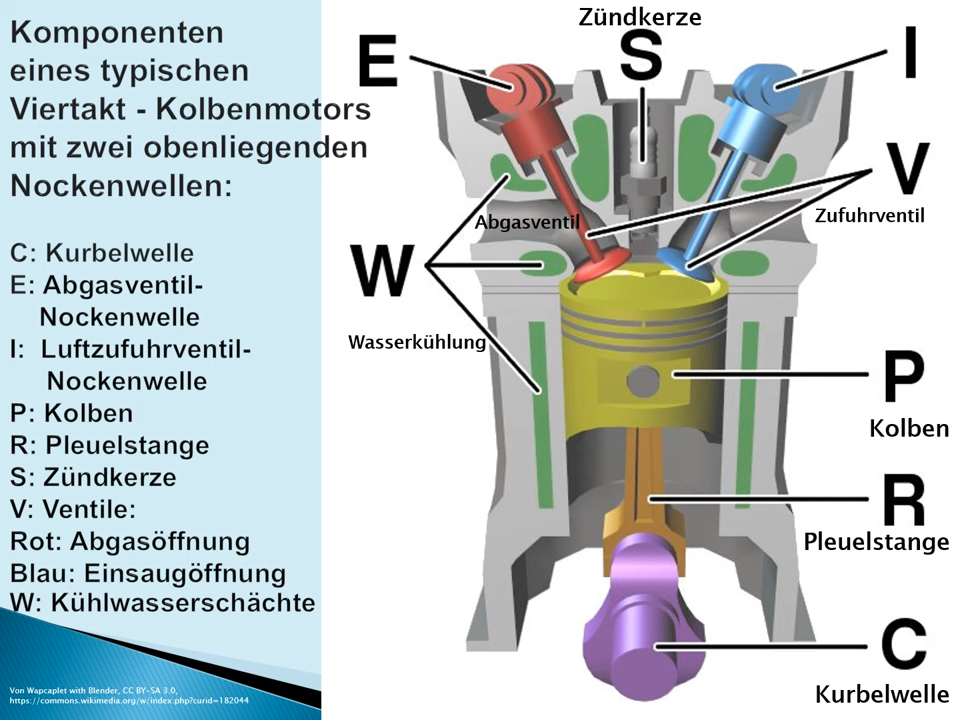 Komponenten
eines typischen
Viertakt - Kolbenmotors
mit zwei obenliegenden
Nockenwellen:
C: Kurbelwelle
E: Abgasventil-
Nockenwelle
I: Luftzufuhrventil-
Nockenwelle
P: Kolben
R: Pleuelstange
S: Zündkerze
V: Ventile:
Rot: Abgasöffnung
Blau: Einsaugöffnung
W: Kühlwasserschächte
Von Wapcaplet with Blender, CC BY-SA 3.0,
https://commons.wikimedia.org/w/index.php?curid=182044
Zündkerze
E
S
I
V
Abgasventil
Zufuhrventil
W
Wasserkühlung
P
Kolben
R
Pleuelstange
C
Kurbelwelle